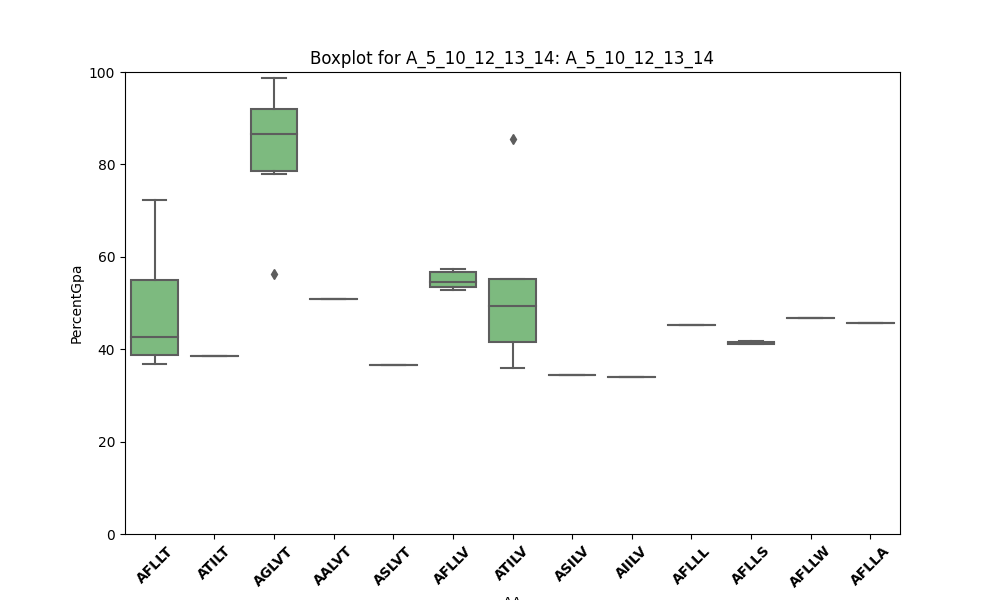 Boxplot for A_5_10_12_13_14: A_5_10_12_13_14
100
80
60
40
20
0
PercentGpa
AFLLT ATILT AGLVT AALVT ASLVT AFLLV ATILV ASILV AIILV AFLLL AFLLS AFLLW AFLLA
AA